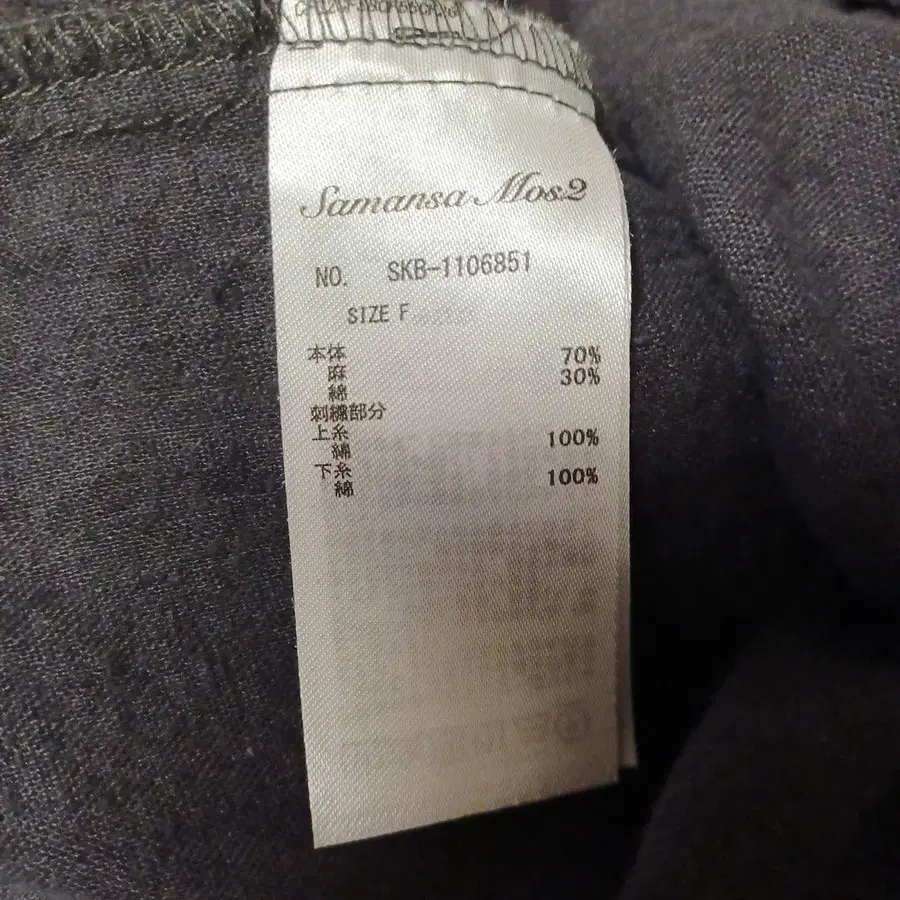 Samansa Mos2
NO. SKB-1106851
SIZE F
本体
麻 70%
綿 30%
刺繍部分
上糸
綿 100%
下糸
綿 100%